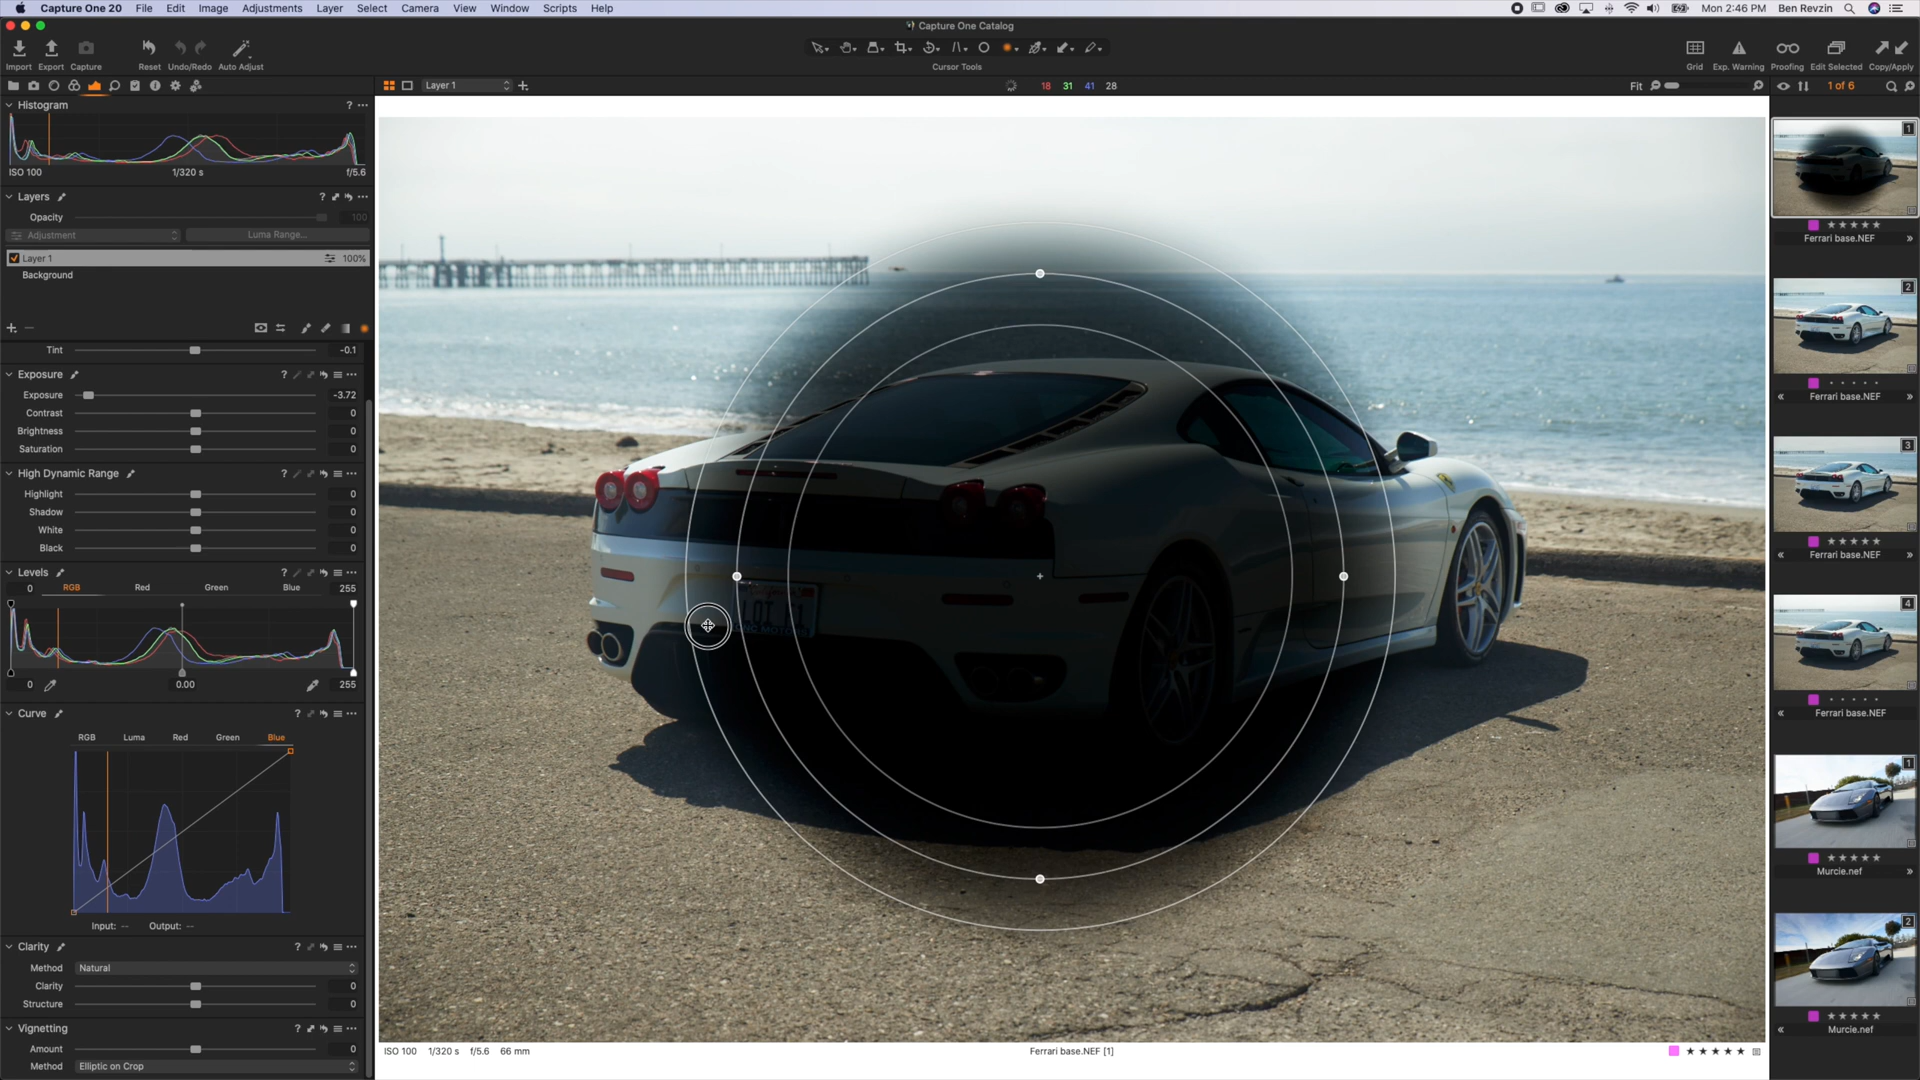 Capture One 20 File Edit Image Adjustments Layer Select Camera View Window Scripts Help
Mon 2:46 PM Ben Revzin
Capture One Catalog
Import Export Capture Reset Undo/Redo Auto Adjust
Cursor Tools
Grid Exp. Warning Proofing Edit Selected Copy/Apply
Layer 1
18 31 41 28
Fit
1 of 6
Histogram
ISO 100 1/320 s f/5.6
Layers
Opacity 100
Adjustment Luma Range...
Layer 1 100%
Background
Tint -0.1
Exposure
Exposure -3.72
Contrast 0
Brightness 0
Saturation 0
High Dynamic Range
Highlight 0
Shadow 0
White 0
Black 0
Levels
0 RGB Red Green Blue 255
0 0.00 255
Curve
RGB Luma Red Green Blue
Input: -- Output: --
Clarity
Method Natural
Clarity 0
Structure 0
Vignetting
Amount 0
Method Elliptic on Crop
ISO 100 1/320 s f/5.6 66 mm
Ferrari base.NEF [1]
1
Ferrari base.NEF
2
Ferrari base.NEF
3
Ferrari base.NEF
4
Ferrari base.NEF
1
Murcie.nef
2
Murcie.nef